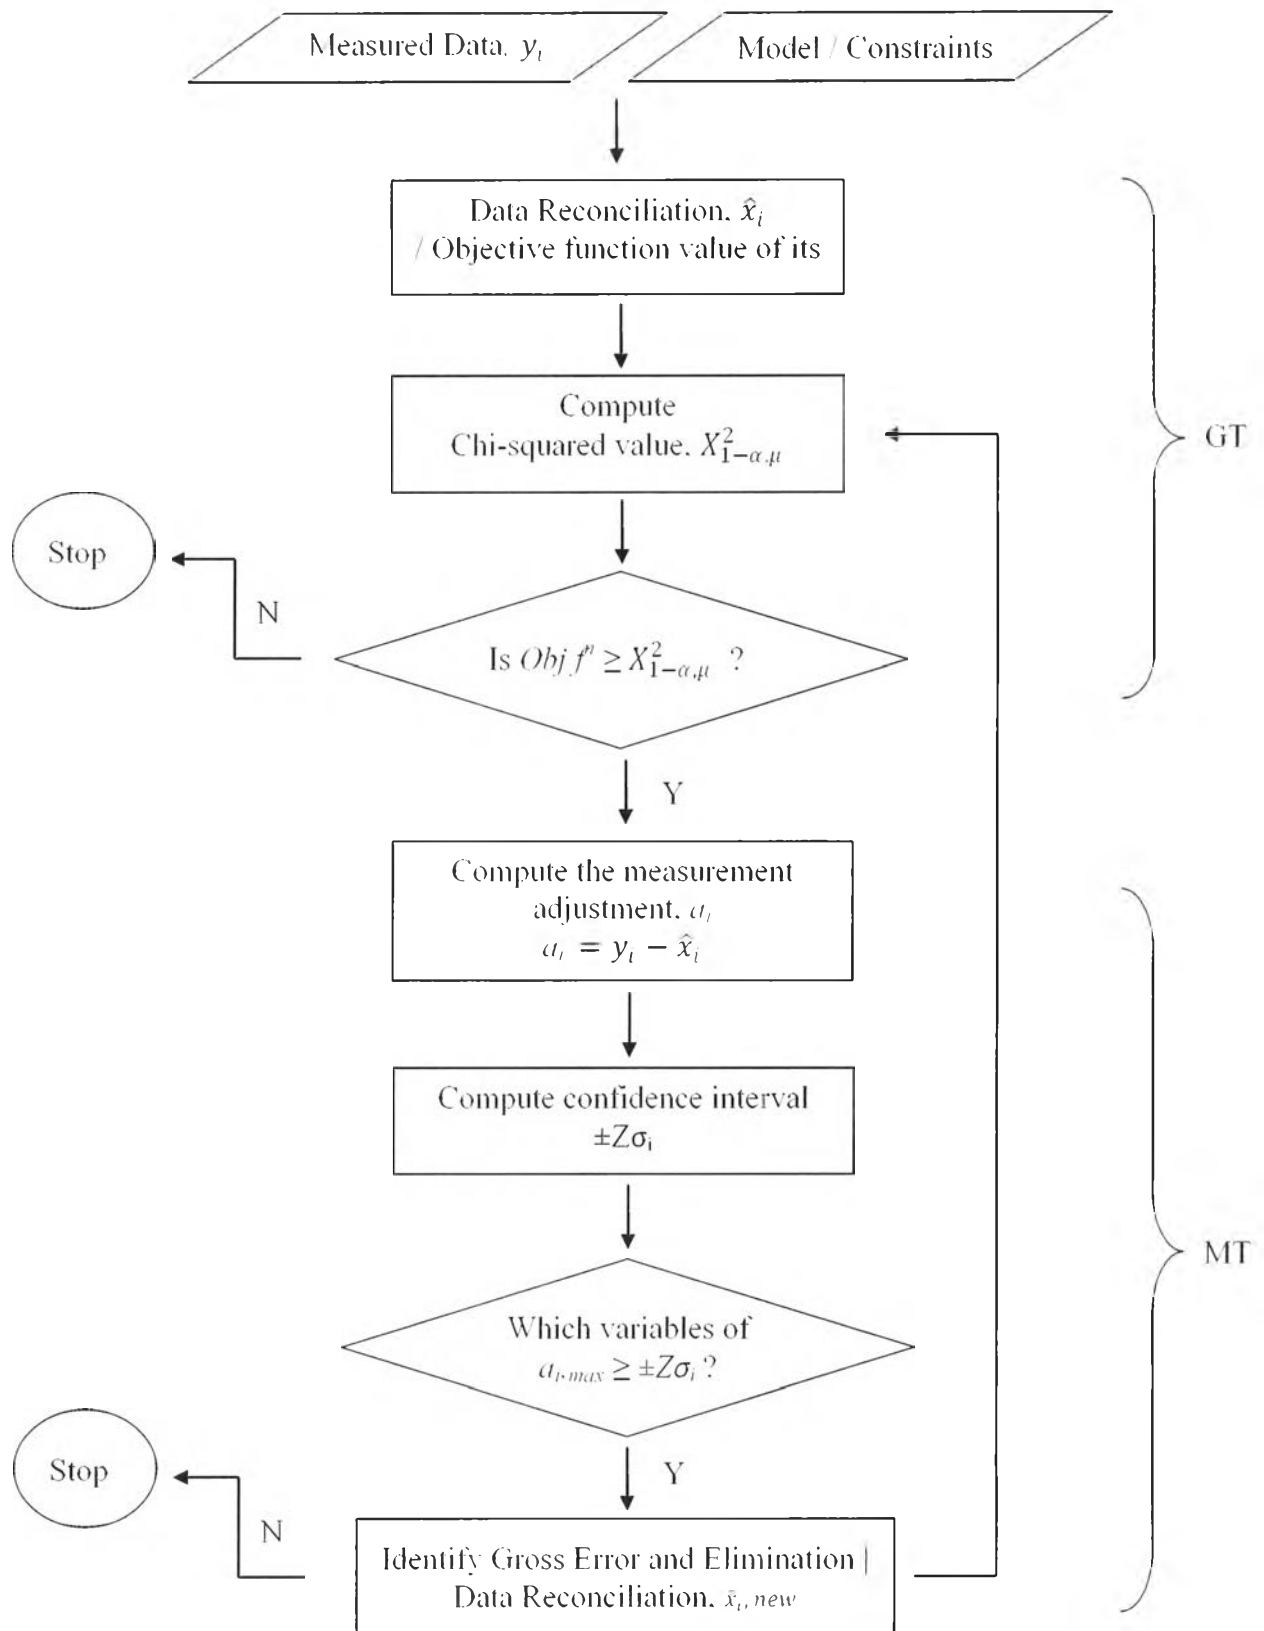 Measured Data, yᵢ
Model / Constraints
Data Reconciliation, x̂ᵢ
/ Objective function value of its
Compute
Chi-squared value, X²₁₋α,μ
GT
Stop
N
Is Obj fⁿ ≥ X²₁₋α,μ ?
Y
Compute the measurement
adjustment, aᵢ
aᵢ = yᵢ − x̂ᵢ
Compute confidence interval
±Zσᵢ
MT
Which variables of
aᵢ,max ≥ ±Zσᵢ ?
Y
Stop
N
Identify Gross Error and Elimination |
Data Reconciliation, x̂ᵢ, new